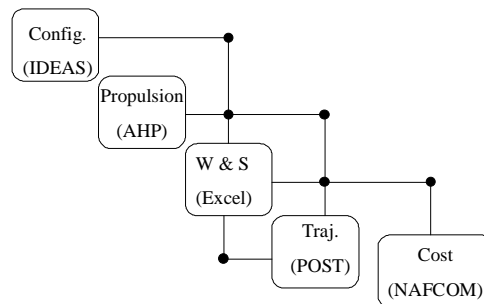 Config.
(IDEAS)
Propulsion
(AHP)
W & S
(Excel)
Traj.
(POST)
Cost
(NAFCOM)